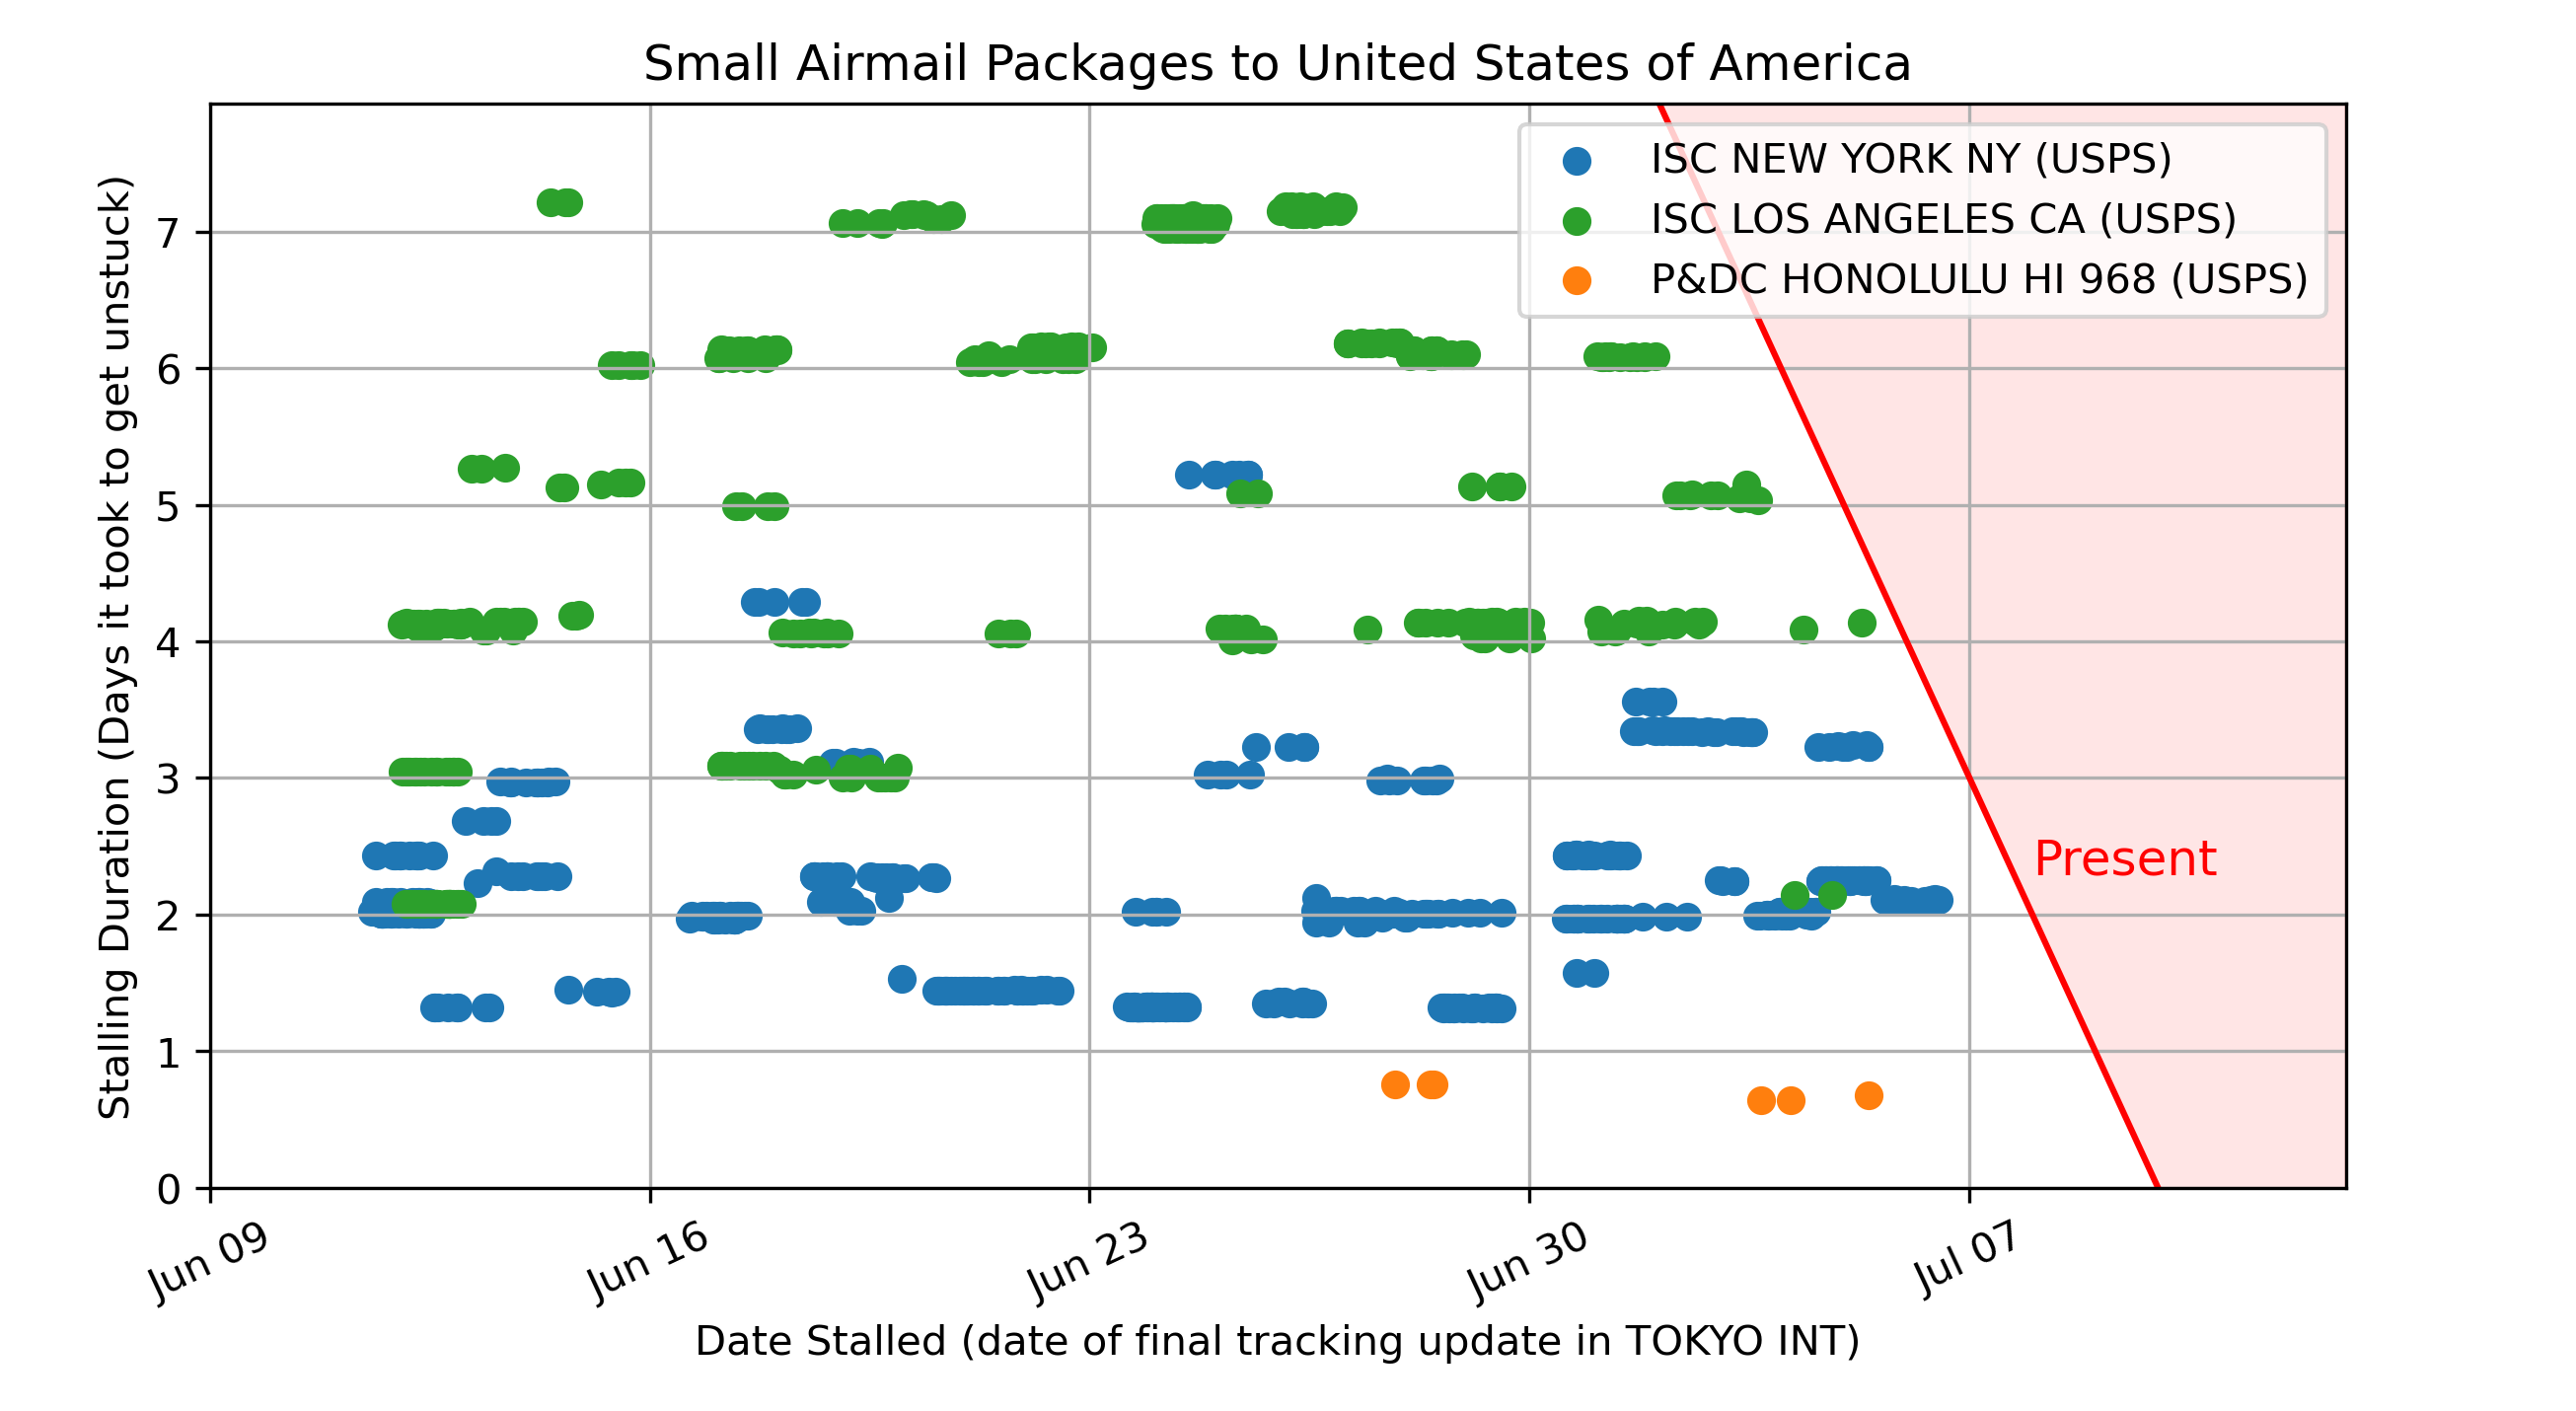 Small Airmail Packages to United States of America
ISC NEW YORK NY (USPS)
ISC LOS ANGELES CA (USPS)
P&DC HONOLULU HI 968 (USPS)
Stalling Duration (Days it took to get unstuck)
7
6
5
4
3
2
1
0
Present
Jun 09
Jun 16
Jun 23
Jun 30
Jul 07
Date Stalled (date of final tracking update in TOKYO INT)